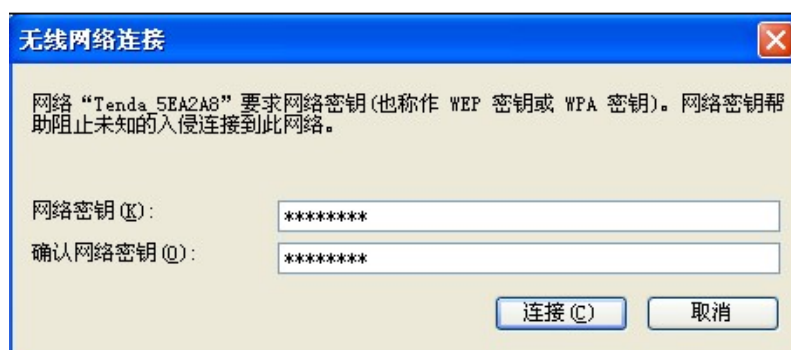 无线网络连接
网络“Tenda_5EA2A8”要求网络密钥(也称作 WEP 密钥或 WPA 密钥)。网络密钥帮
助阻止未知的入侵连接到此网络。
网络密钥(K):
********
确认网络密钥(O):
********
连接(C) 取消